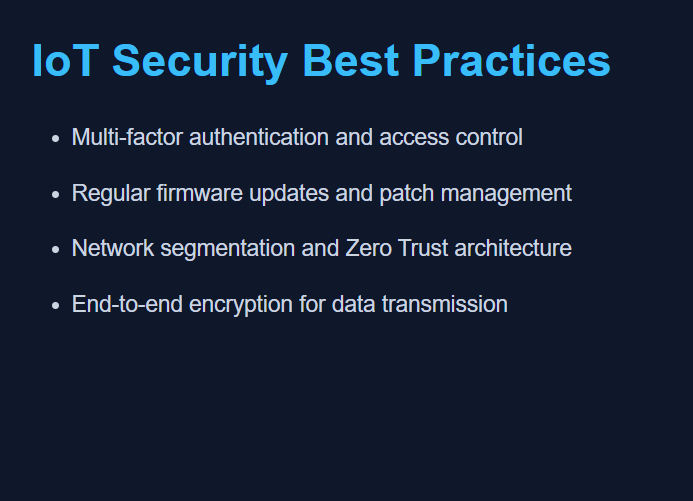 IoT Security Best Practices
• Multi-factor authentication and access control
• Regular firmware updates and patch management
• Network segmentation and Zero Trust architecture
• End-to-end encryption for data transmission